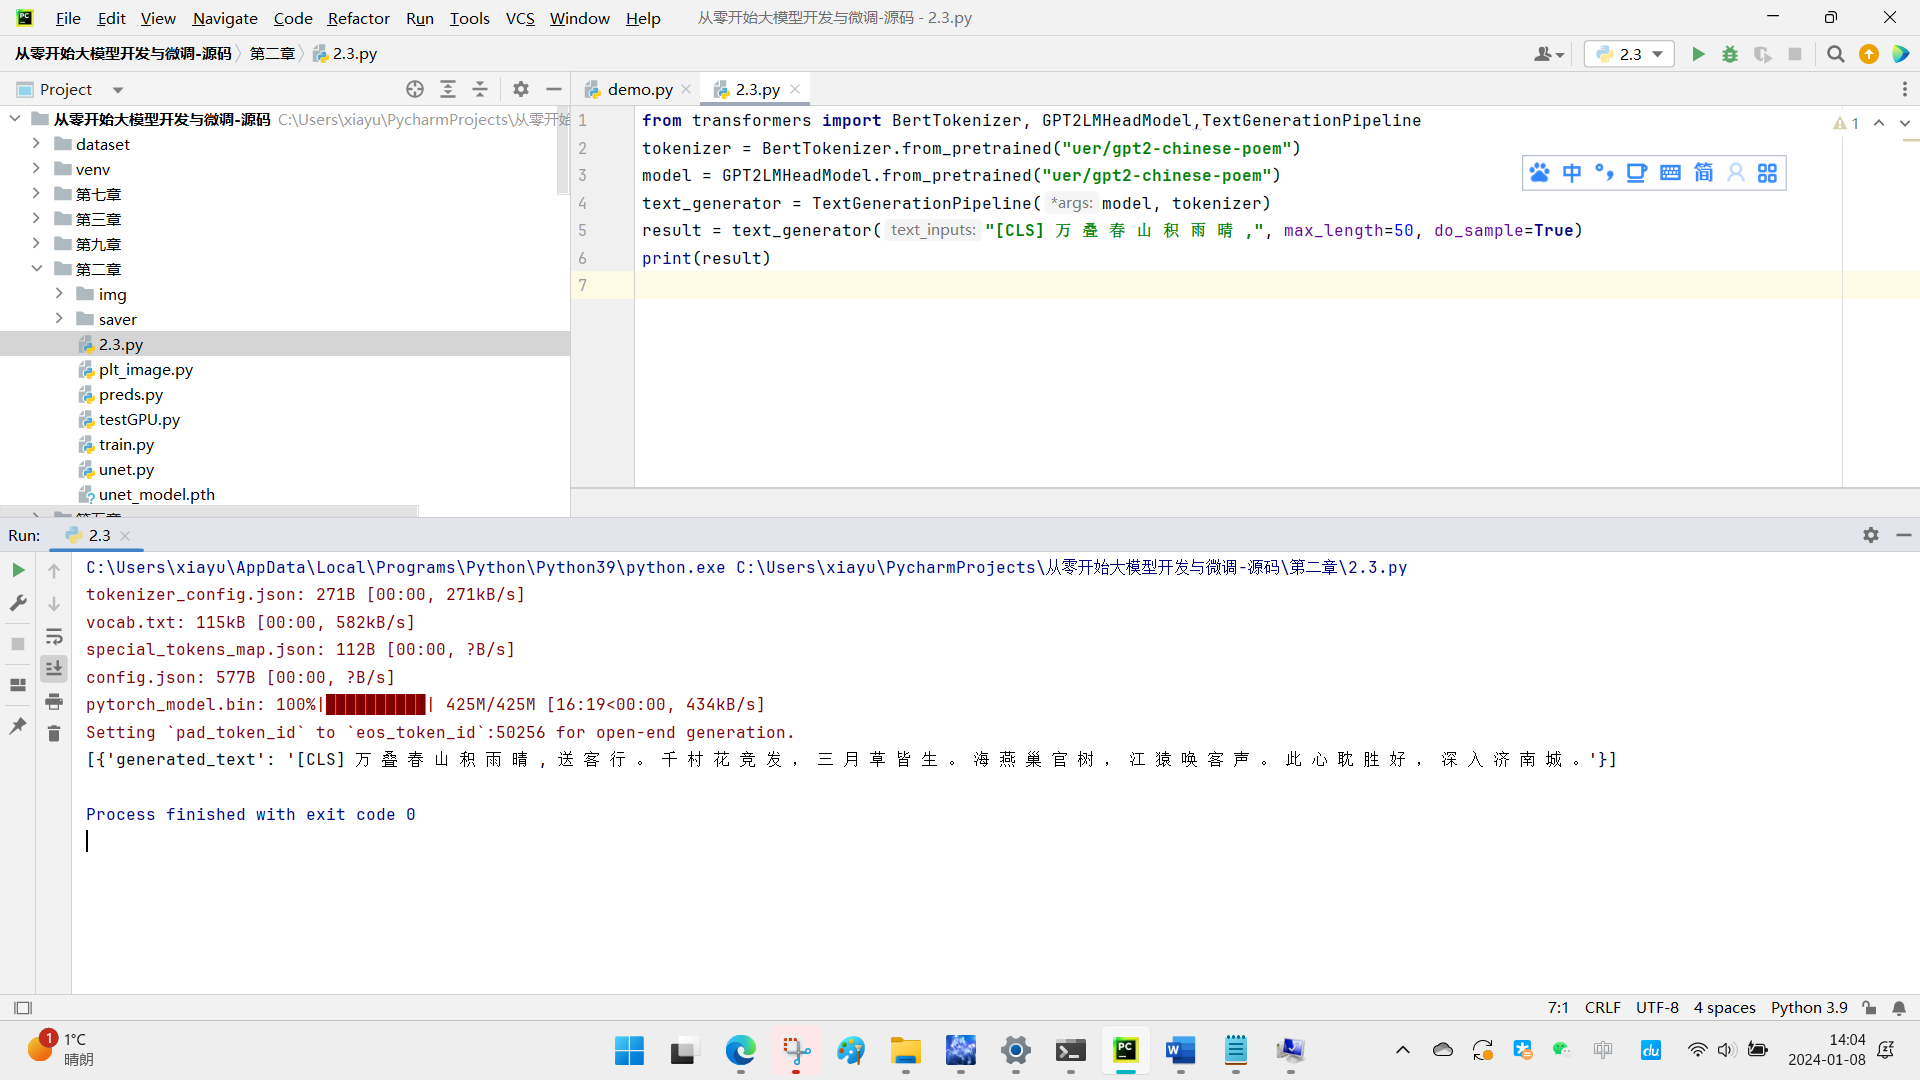 File Edit View Navigate Code Refactor Run Tools VCS Window Help 从零开始大模型开发与微调-源码 - 2.3.py
从零开始大模型开发与微调-源码 第二章 2.3.py
2.3
Project
demo.py
2.3.py
从零开始大模型开发与微调-源码 C:\Users\xiayu\PycharmProjects\从零开始
dataset
venv
第七章
第三章
第九章
第二章
img
saver
2.3.py
plt_image.py
preds.py
testGPU.py
train.py
unet.py
unet_model.pth
1 from transformers import BertTokenizer, GPT2LMHeadModel,TextGenerationPipeline
2 tokenizer = BertTokenizer.from_pretrained("uer/gpt2-chinese-poem")
3 model = GPT2LMHeadModel.from_pretrained("uer/gpt2-chinese-poem")
4 text_generator = TextGenerationPipeline( *args: model, tokenizer)
5 result = text_generator( text_inputs: "[CLS] 万 叠 春 山 积 雨 晴 ,", max_length=50, do_sample=True)
6 print(result)
7
1
中 简
Run: 2.3
C:\Users\xiayu\AppData\Local\Programs\Python\Python39\python.exe C:\Users\xiayu\PycharmProjects\从零开始大模型开发与微调-源码\第二章\2.3.py
tokenizer_config.json: 271B [00:00, 271kB/s]
vocab.txt: 115kB [00:00, 582kB/s]
special_tokens_map.json: 112B [00:00, ?B/s]
config.json: 577B [00:00, ?B/s]
pytorch_model.bin: 100%|██████████| 425M/425M [16:19<00:00, 434kB/s]
Setting `pad_token_id` to `eos_token_id`:50256 for open-end generation.
[{'generated_text': '[CLS] 万 叠 春 山 积 雨 晴 , 送 客 行 。 千 村 花 竞 发 ， 三 月 草 皆 生 。 海 燕 巢 官 树 ， 江 猿 唤 客 声 。 此 心 耽 胜 好 ， 深 入 济 南 城 。'}]
Process finished with exit code 0
7:1 CRLF UTF-8 4 spaces Python 3.9
1
1°C
晴朗
PC
W
中
du
14:04
2024-01-08